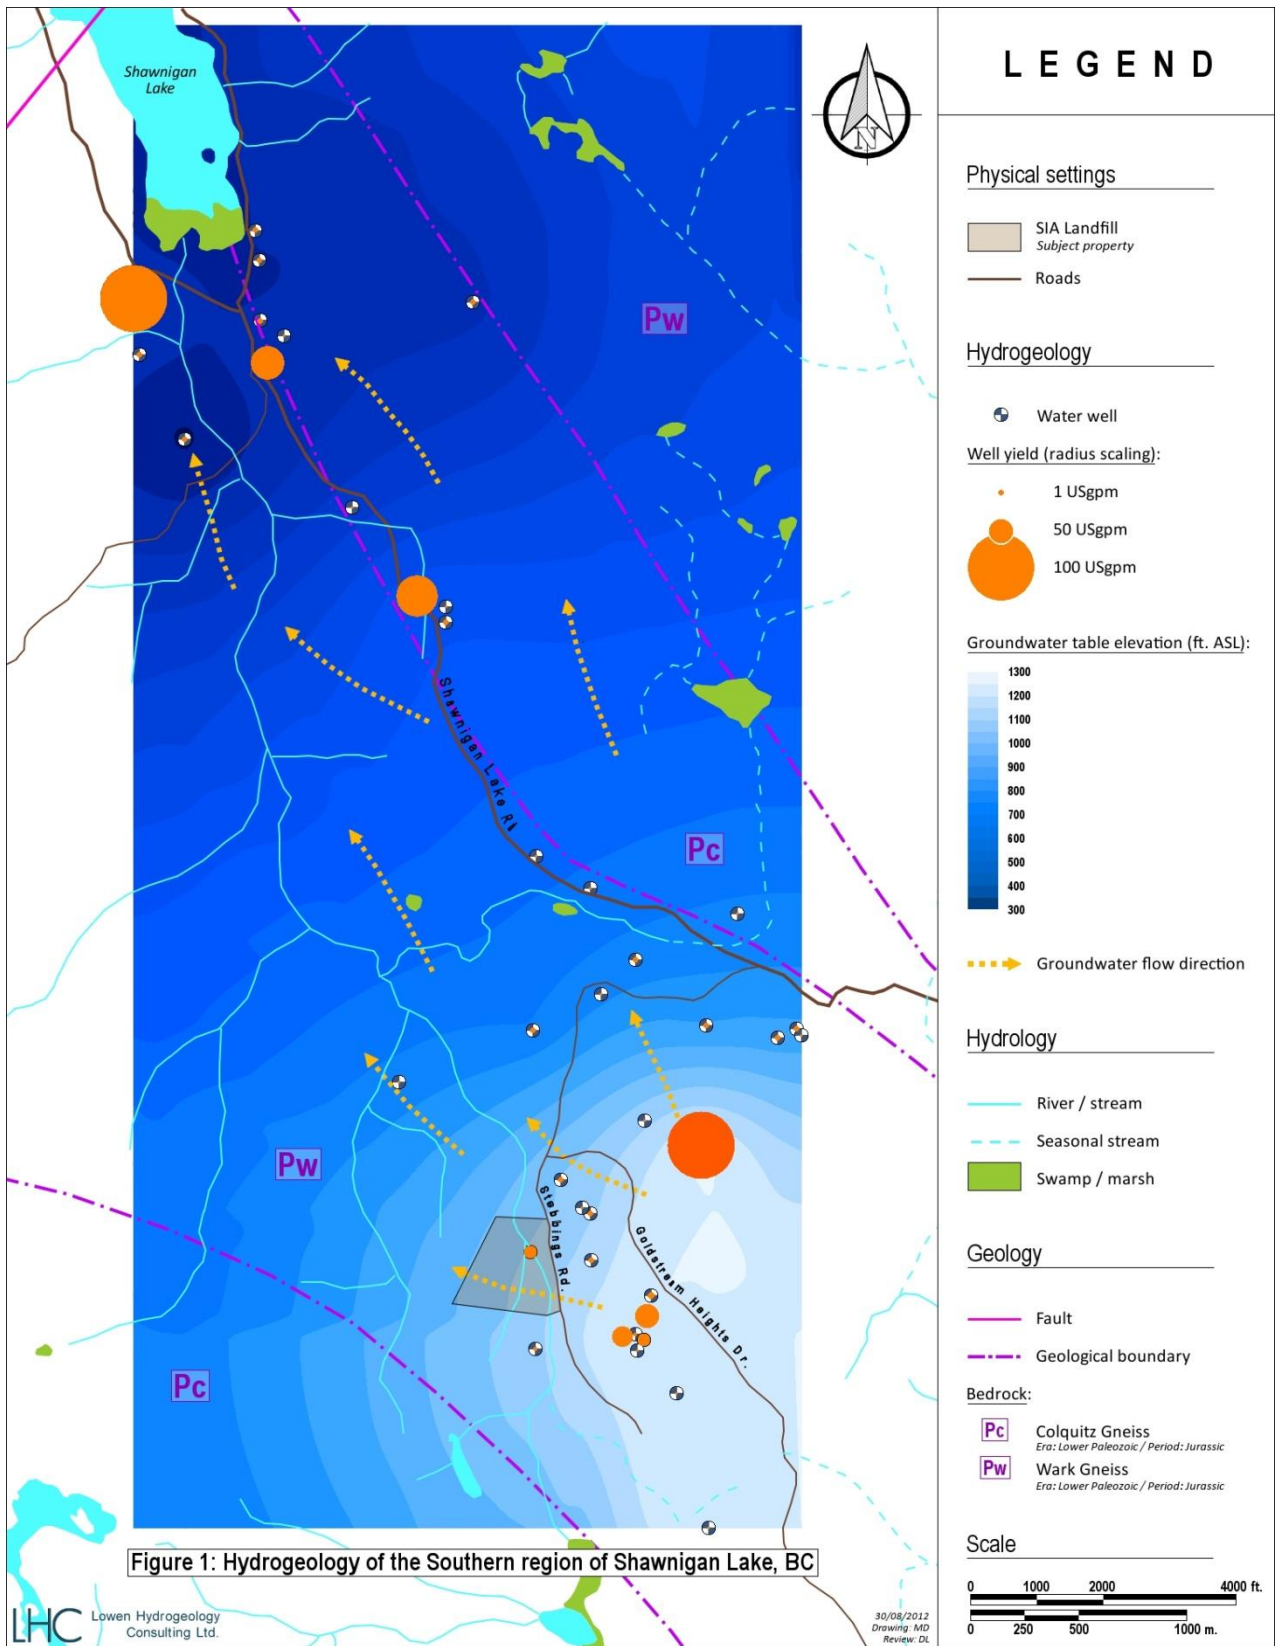 Shawnigan
Lake
N
Pw
Shawnigan Lake Rd
Pc
Pw
Stebbings Rd.
Goldstream Heights Dr.
Pc
Figure 1: Hydrogeology of the Southern region of Shawnigan Lake, BC
LHC
Lowen Hydrogeology
Consulting Ltd.
30/08/2012
Drawing: MD
Review: DL
LEGEND
Physical settings
SIA Landfill
Subject property
Roads
Hydrogeology
Water well
Well yield (radius scaling):
1 USgpm
50 USgpm
100 USgpm
Groundwater table elevation (ft. ASL):
1300
1200
1100
1000
900
800
700
600
500
400
300
Groundwater flow direction
Hydrology
River / stream
Seasonal stream
Swamp / marsh
Geology
Fault
Geological boundary
Bedrock:
Pc
Colquitz Gneiss
Era: Lower Paleozoic / Period: Jurassic
Pw
Wark Gneiss
Era: Lower Paleozoic / Period: Jurassic
Scale
0 1000 2000 4000 ft.
0 250 500 1000 m.